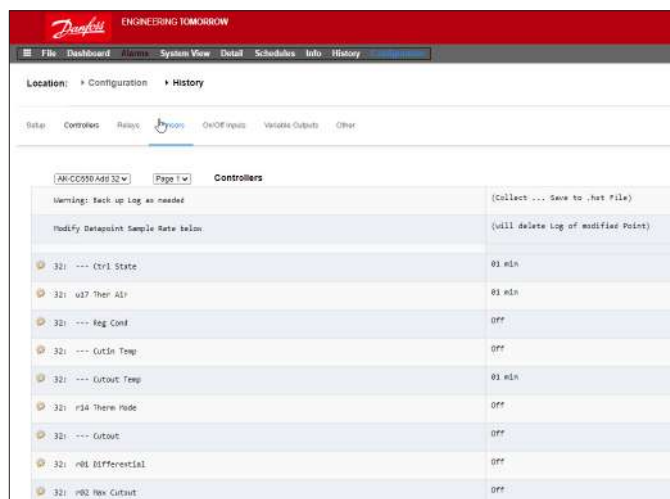 Danfoss
ENGINEERING TOMORROW
File Dashboard Alarms System View Detail Schedules Info History Configuration
Location: Configuration History
Setup Controllers Relays Sensors On/Off Inputs Variable Outputs Other
AK-CC550 Add 32 Page 1 Controllers
Warning: Back up Log as needed (Collect ... Save to .hst File)
Modify Datapoint Sample Rate below (will delete Log of modified Point)
32: --- Ctrl State 01 min
32: u17 Ther Air 01 min
32: --- Reg Cond Off
32: --- Cutin Temp Off
32: --- Cutout Temp 01 min
32: r14 Therm Mode Off
32: --- Cutout Off
32: r01 Differential Off
32: r02 Max Cutout Off